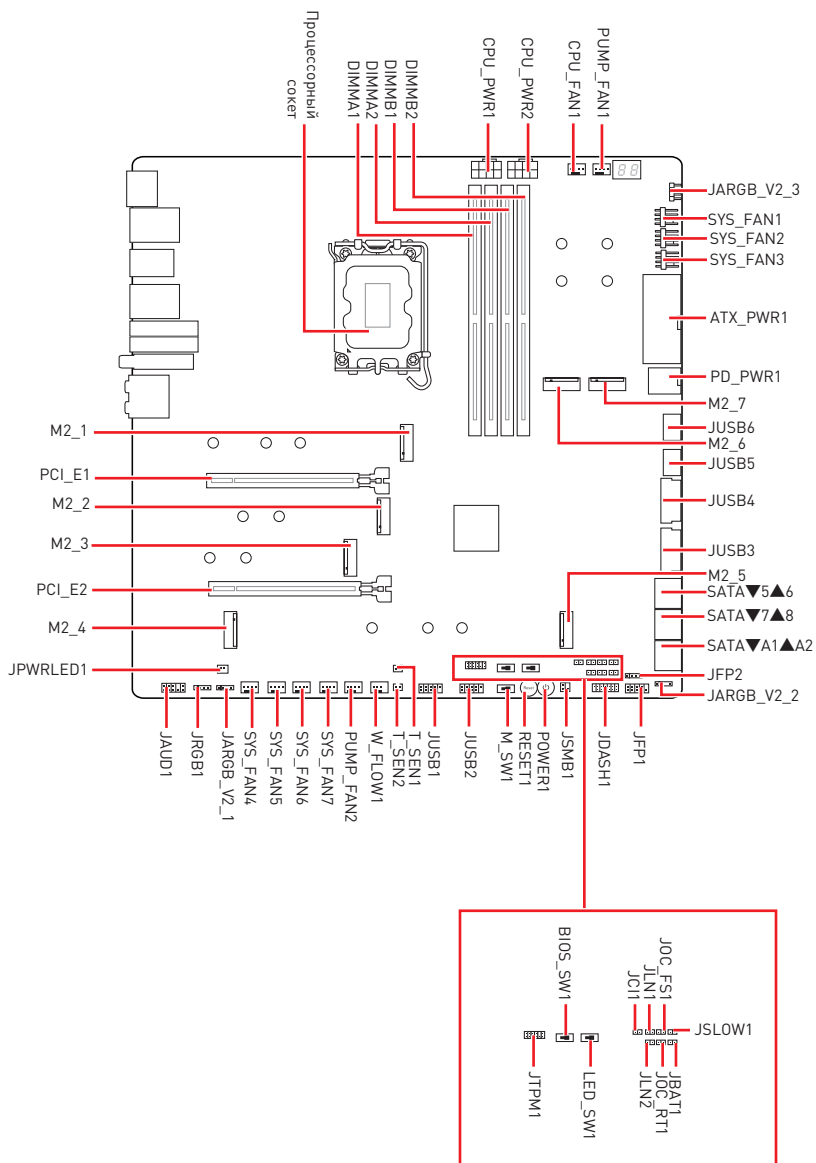 Процессорный
сокет
DIMMA1
DIMMA2
DIMMB1
DIMMB2
CPU_PWR1
CPU_PWR2
CPU_FAN1
PUMP_FAN1
JARGB_V2_3
SYS_FAN1
SYS_FAN2
SYS_FAN3
ATX_PWR1
PD_PWR1
M2_7
JUSB6
M2_6
JUSB5
JUSB4
JUSB3
M2_5
SATA▼5▲6
SATA▼7▲8
SATA▼A1▲A2
JFP2
JARGB_V2_2
M2_1
PCI_E1
M2_2
M2_3
PCI_E2
M2_4
JPWRLED1
Reset
JAUD1
JRGB1
JARGB_V2_1
SYS_FAN4
SYS_FAN5
SYS_FAN6
SYS_FAN7
PUMP_FAN2
W_FLOW1
T_SEN2
T_SEN1
JUSB1
JUSB2
M_SW1
RESET1
POWER1
JSMB1
JDASH1
JFP1
BIOS_SW1
JCI1
JLN1
JOC_FS1
JSLOW1
JTPM1
LED_SW1
JLN2
JOC_RT1
JBAT1